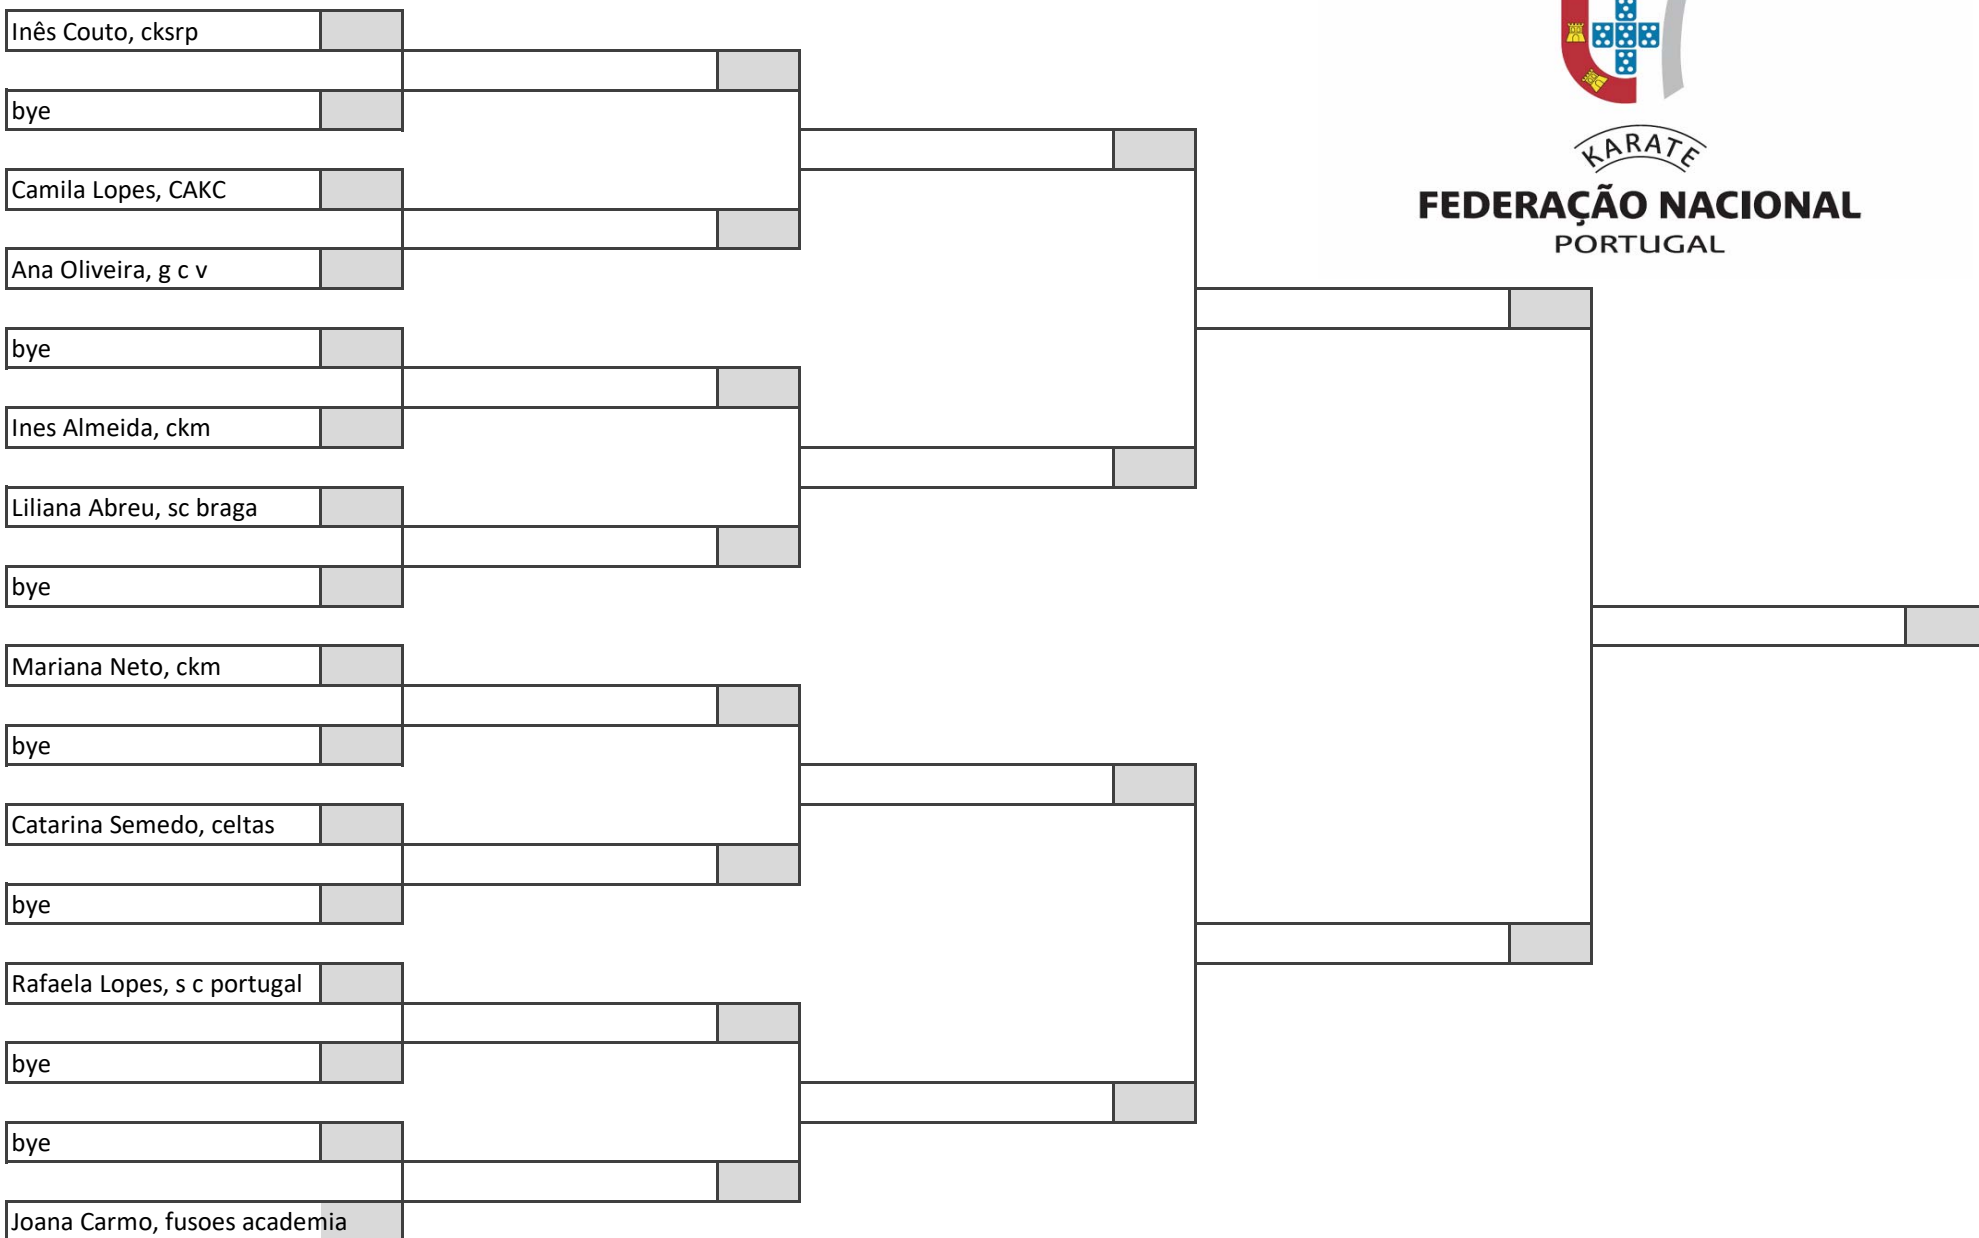 Inês Couto, cksrp
bye
Camila Lopes, CAKC
Ana Oliveira, g c v
bye
Ines Almeida, ckm
Liliana Abreu, sc braga
bye
Mariana Neto, ckm
bye
Catarina Semedo, celtas
bye
Rafaela Lopes, s c portugal
bye
bye
Joana Carmo, fusoes academia
KARATE
FEDERAÇÃO NACIONAL
PORTUGAL